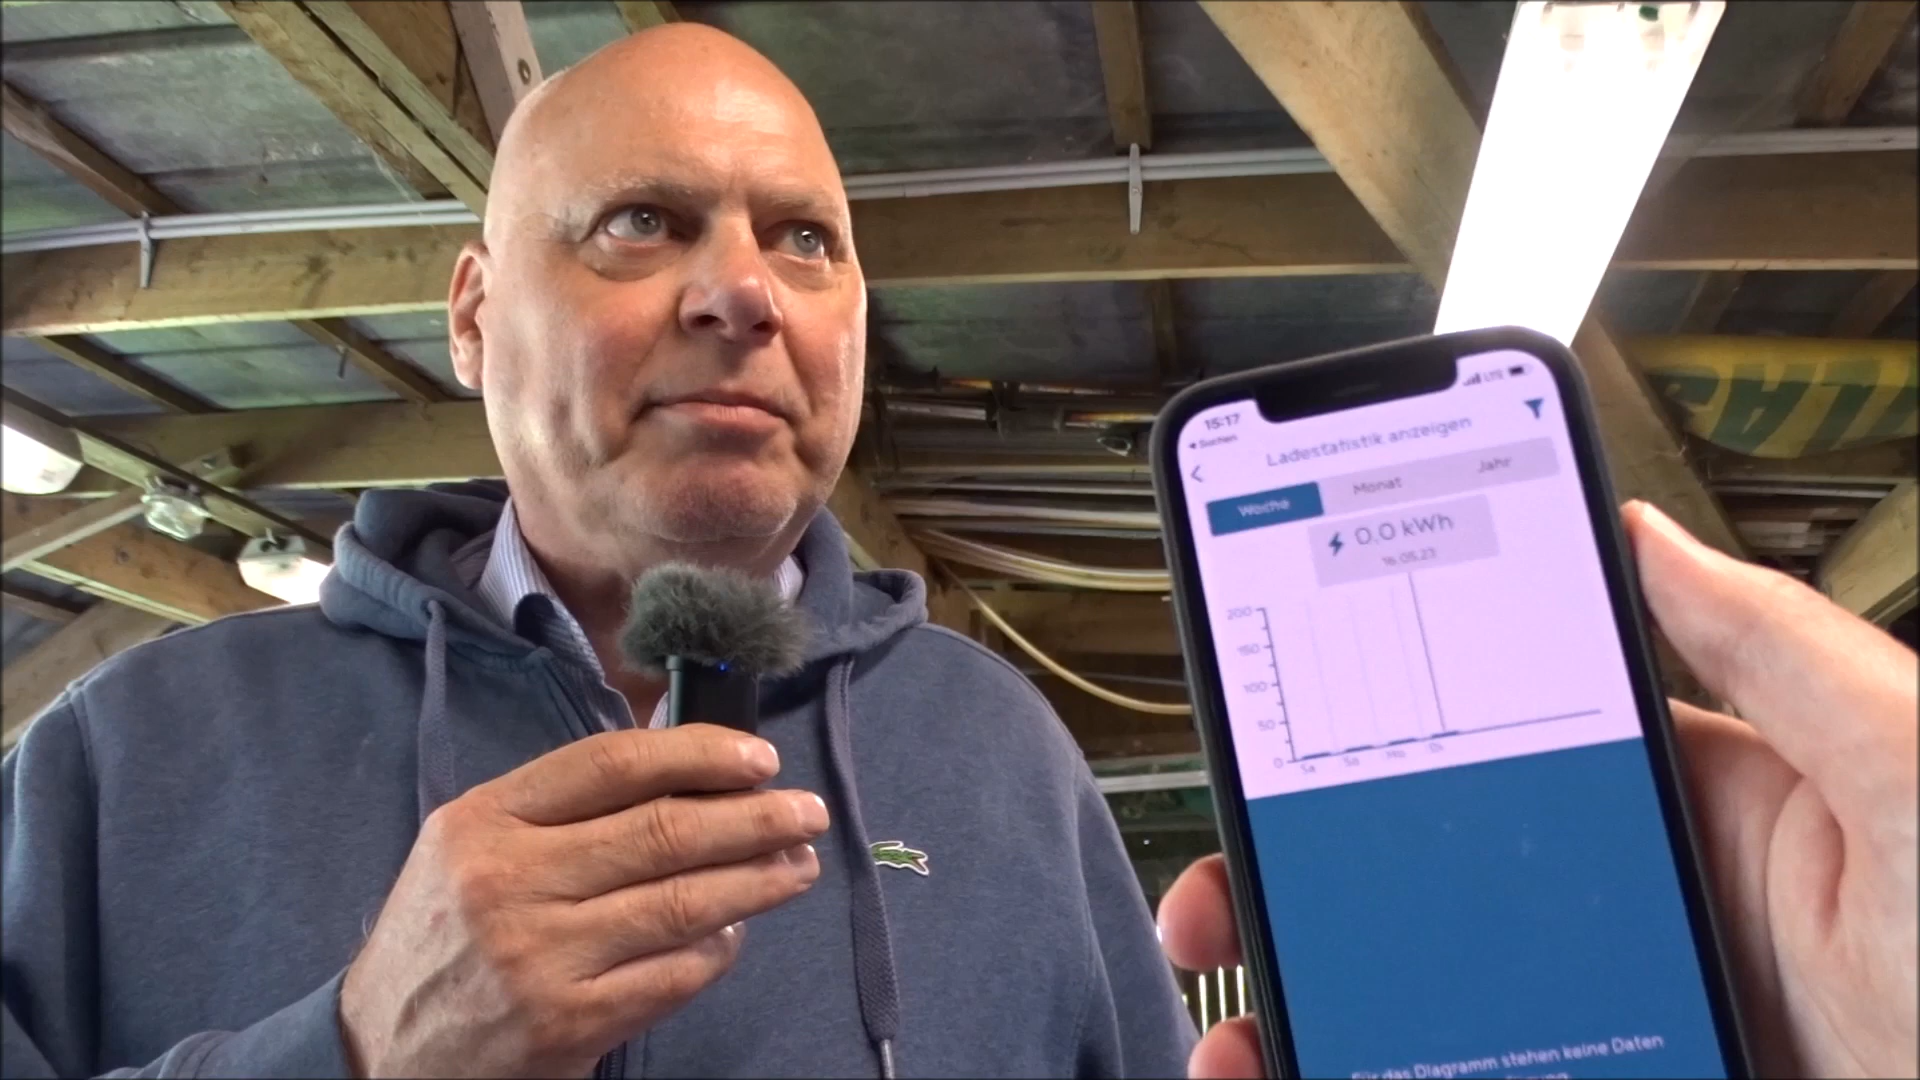 15:17
LTE
◂ Suchen
Ladestatistik anzeigen
Woche
Monat
Jahr
0,0 kWh
16.05.23
200
150
100
50
0
Sa
So
Mo
Di
Für das Diagramm stehen keine Daten